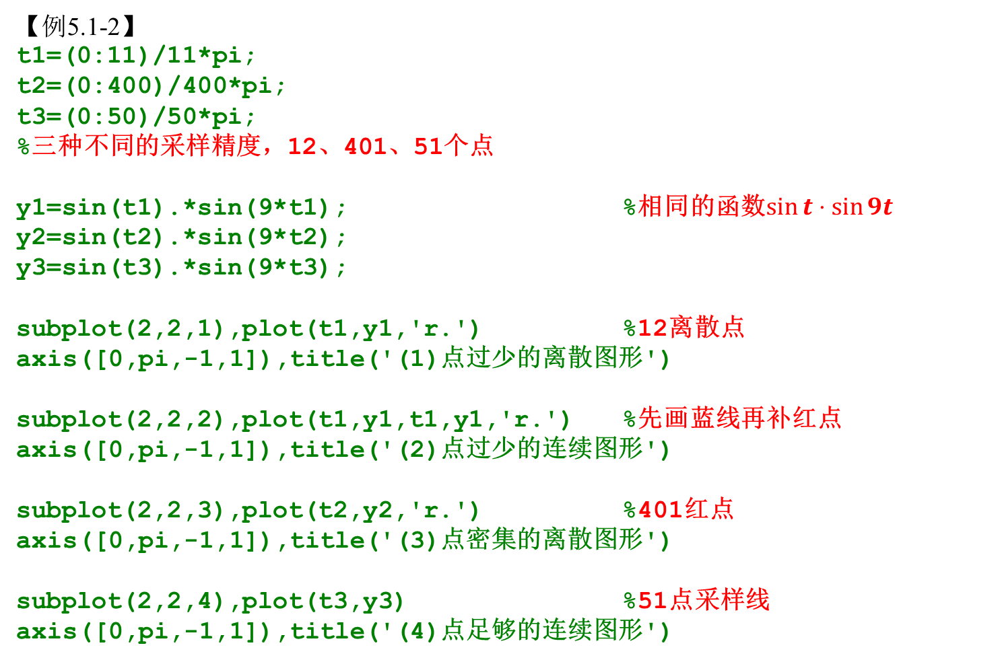 【例5.1-2】
t1=(0:11)/11*pi;
t2=(0:400)/400*pi;
t3=(0:50)/50*pi;
%三种不同的采样精度，12、401、51个点
y1=sin(t1).*sin(9*t1); %相同的函数sin t · sin 9t
y2=sin(t2).*sin(9*t2);
y3=sin(t3).*sin(9*t3);
subplot(2,2,1),plot(t1,y1,'r.') %12离散点
axis([0,pi,-1,1]),title('(1)点过少的离散图形')
subplot(2,2,2),plot(t1,y1,t1,y1,'r.') %先画蓝线再补红点
axis([0,pi,-1,1]),title('(2)点过少的连续图形')
subplot(2,2,3),plot(t2,y2,'r.') %401红点
axis([0,pi,-1,1]),title('(3)点密集的离散图形')
subplot(2,2,4),plot(t3,y3) %51点采样线
axis([0,pi,-1,1]),title('(4)点足够的连续图形')